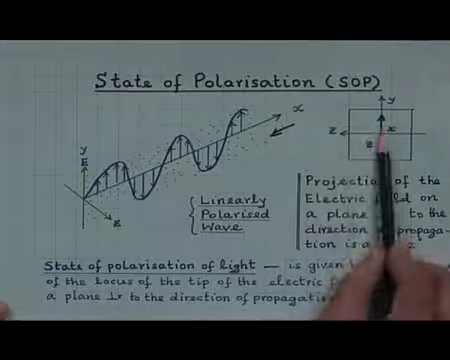 State of Polarisation (SOP)
y
x
z
x
y
E
z
Linearly
Polarised
Wave
Projection of the
Electric field on
a plane to the
direction propaga-
tion is a
State of polarisation of light — is given
of the locus of the tip of the electric
a plane ⊥r to the direction of propagati